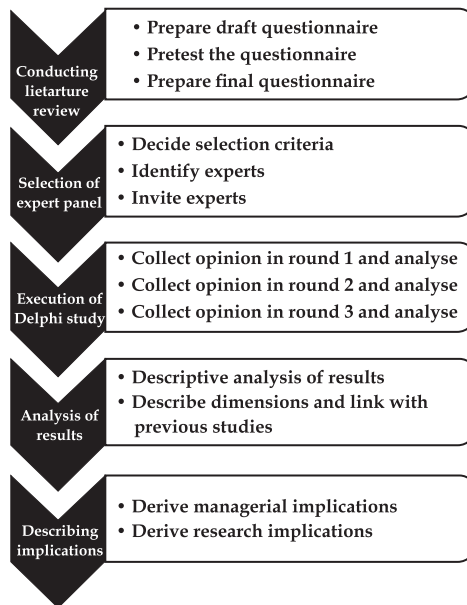 Conducting
lietarture
review
• Prepare draft questionnaire
• Pretest the questionnaire
• Prepare final questionnaire
Selection of
expert panel
• Decide selection criteria
• Identify experts
• Invite experts
Execution of
Delphi study
• Collect opinion in round 1 and analyse
• Collect opinion in round 2 and analyse
• Collect opinion in round 3 and analyse
Analysis of
results
• Descriptive analysis of results
• Describe dimensions and link with
previous studies
Describing
implications
• Derive managerial implications
• Derive research implications